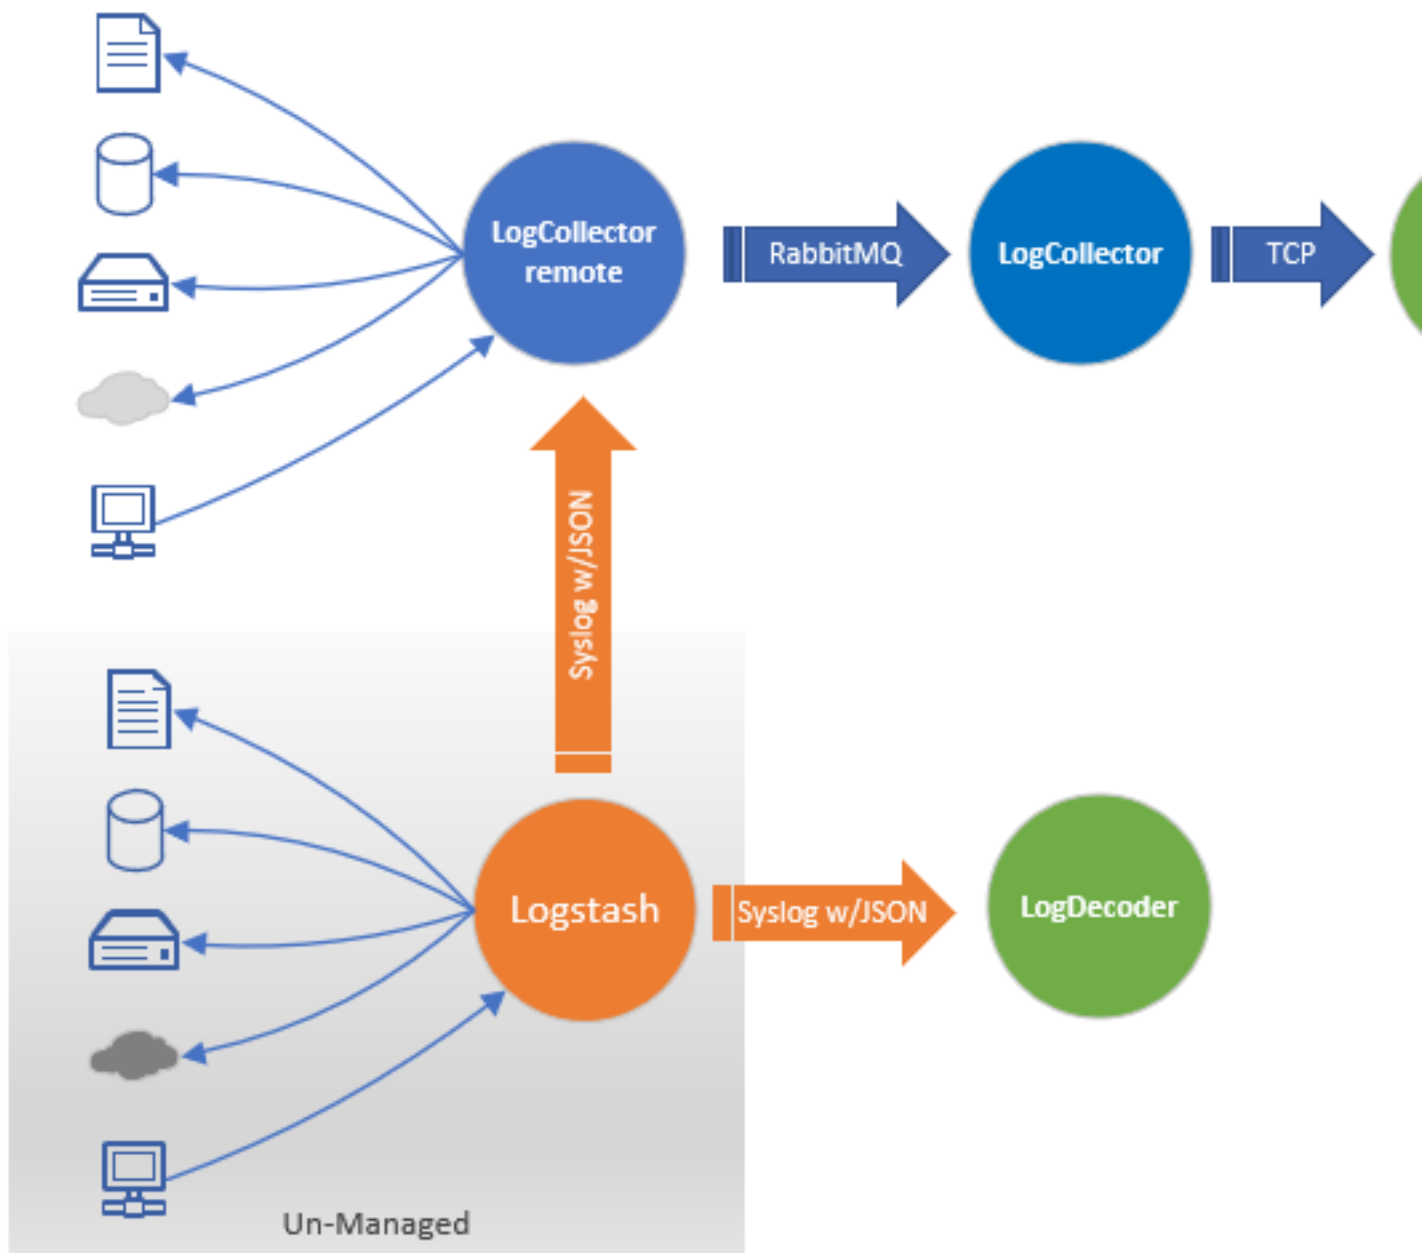 LogCollector
remote
RabbitMQ
LogCollector
TCP
Syslog w/JSON
Logstash
Syslog w/JSON
LogDecoder
Un-Managed